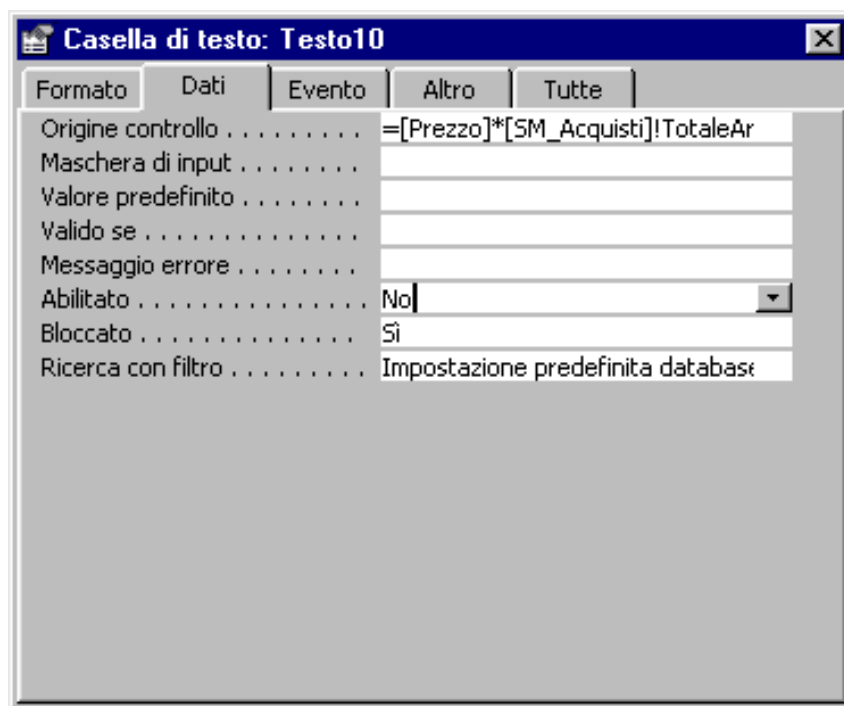 Casella di testo: Testo10
Formato Dati Evento Altro Tutte
Origine controllo . . . . . . . . . =[Prezzo]*[SM_Acquisti]!TotaleAr
Maschera di input . . . . . . . .
Valore predefinito . . . . . . . .
Valido se . . . . . . . . . . . . . .
Messaggio errore . . . . . . . .
Abilitato . . . . . . . . . . . . . . . . No
Bloccato . . . . . . . . . . . . . . Sì
Ricerca con filtro . . . . . . . . . Impostazione predefinita database